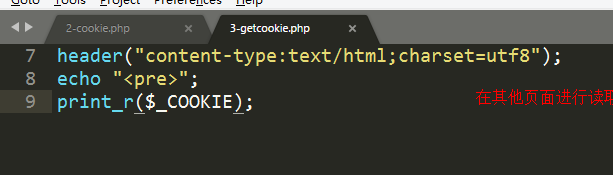 Goto Tools Project Preferences Help
2-cookie.php × 3-getcookie.php ×
7 header("content-type:text/html;charset=utf8");
8 echo "<pre>";
9 print_r($_COOKIE);
在其他页面进行读取